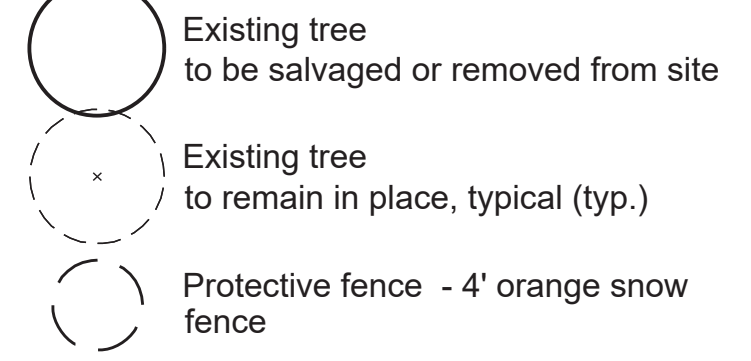 Existing tree
to be salvaged or removed from site
Existing tree
to remain in place, typical (typ.)
Protective fence  - 4' orange snow
fence